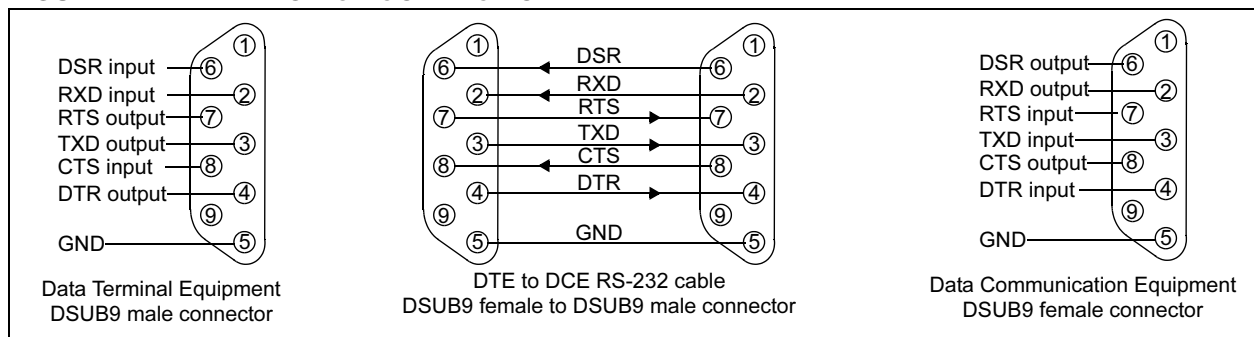 ①
DSR input ⑥
RXD input ②
RTS output ⑦
TXD output ③
CTS input ⑧
DTR output ④
⑨
GND ⑤
Data Terminal Equipment
DSUB9 male connector
① ①
⑥ DSR ⑥
② RXD ②
⑦ RTS ⑦
③ TXD ③
⑧ CTS ⑧
④ DTR ④
⑨ ⑨
⑤ GND ⑤
DTE to DCE RS-232 cable
DSUB9 female to DSUB9 male connector
①
DSR output ⑥
RXD output ②
RTS input ⑦
TXD input ③
CTS output ⑧
DTR input ④
⑨
GND ⑤
Data Communication Equipment
DSUB9 female connector